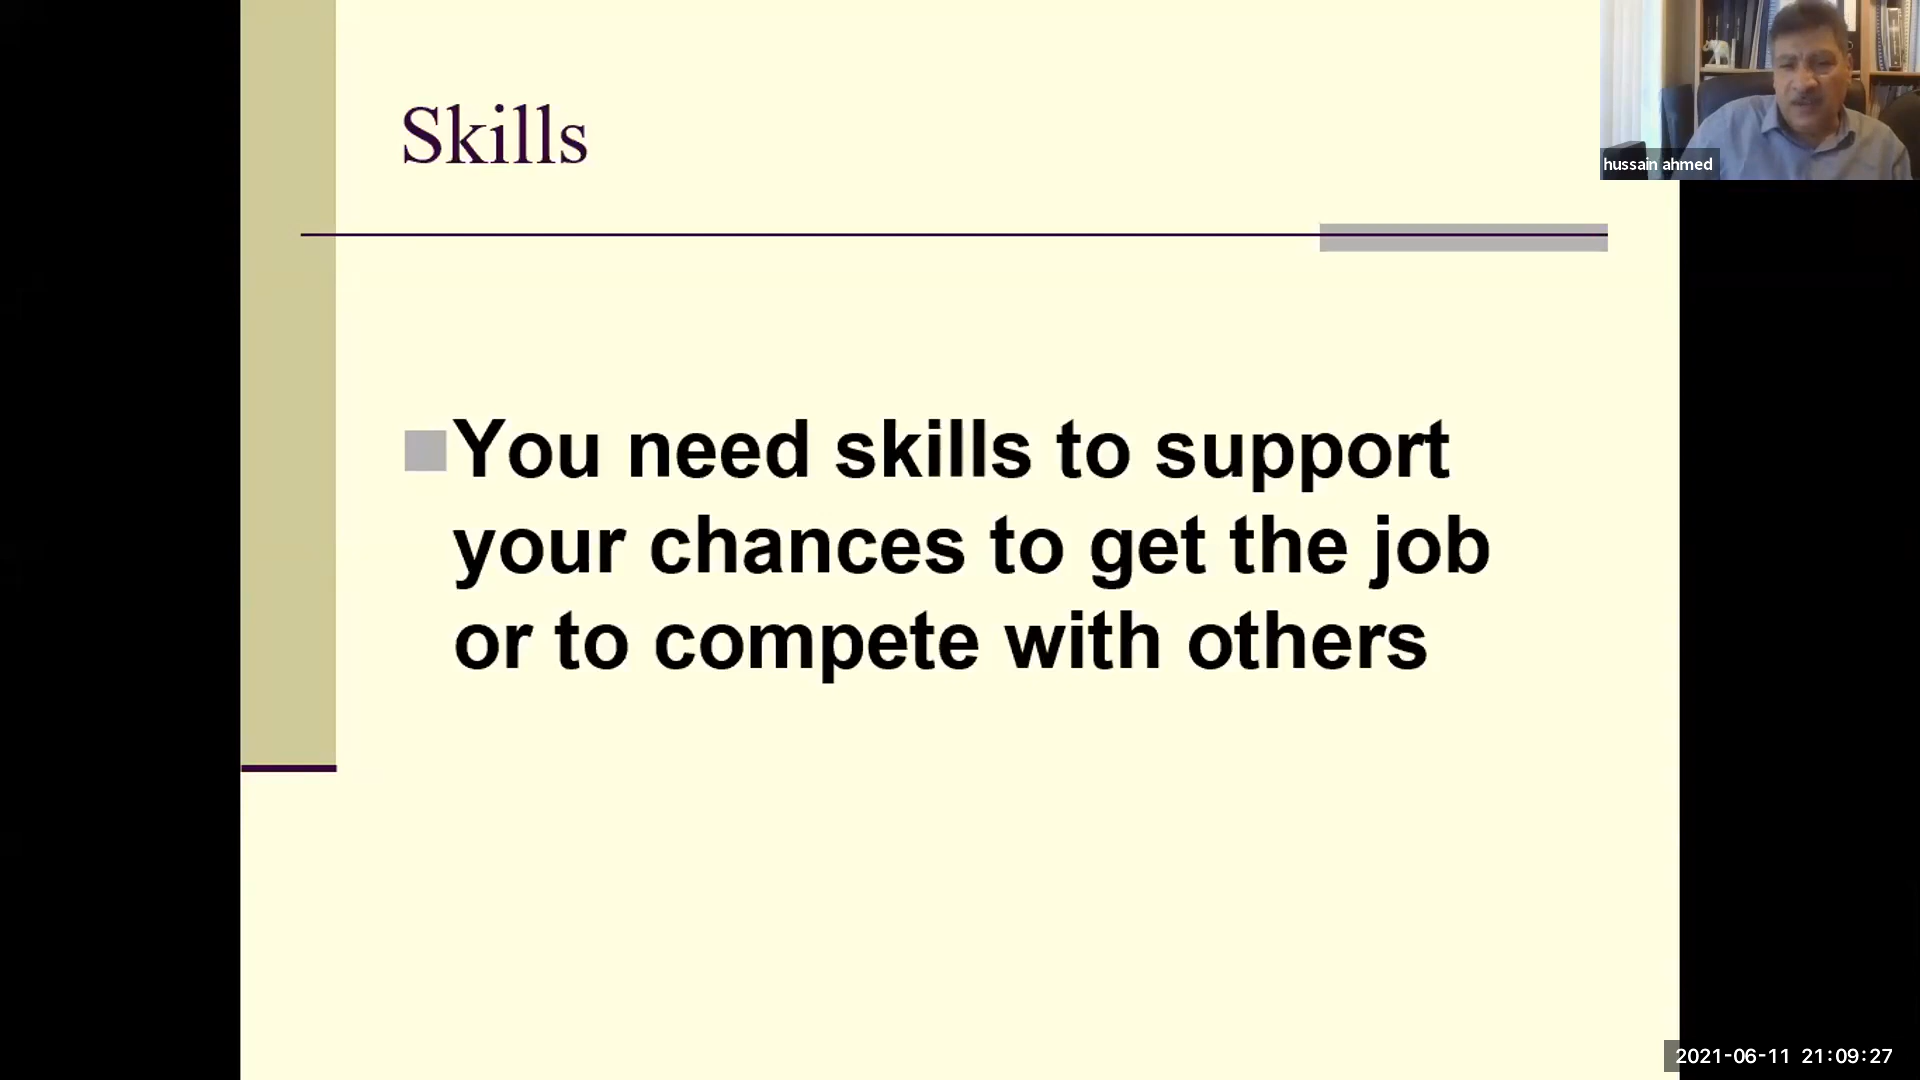 Skills
hussain ahmed
You need skills to support
your chances to get the job
or to compete with others
2021-06-11 21:09:27